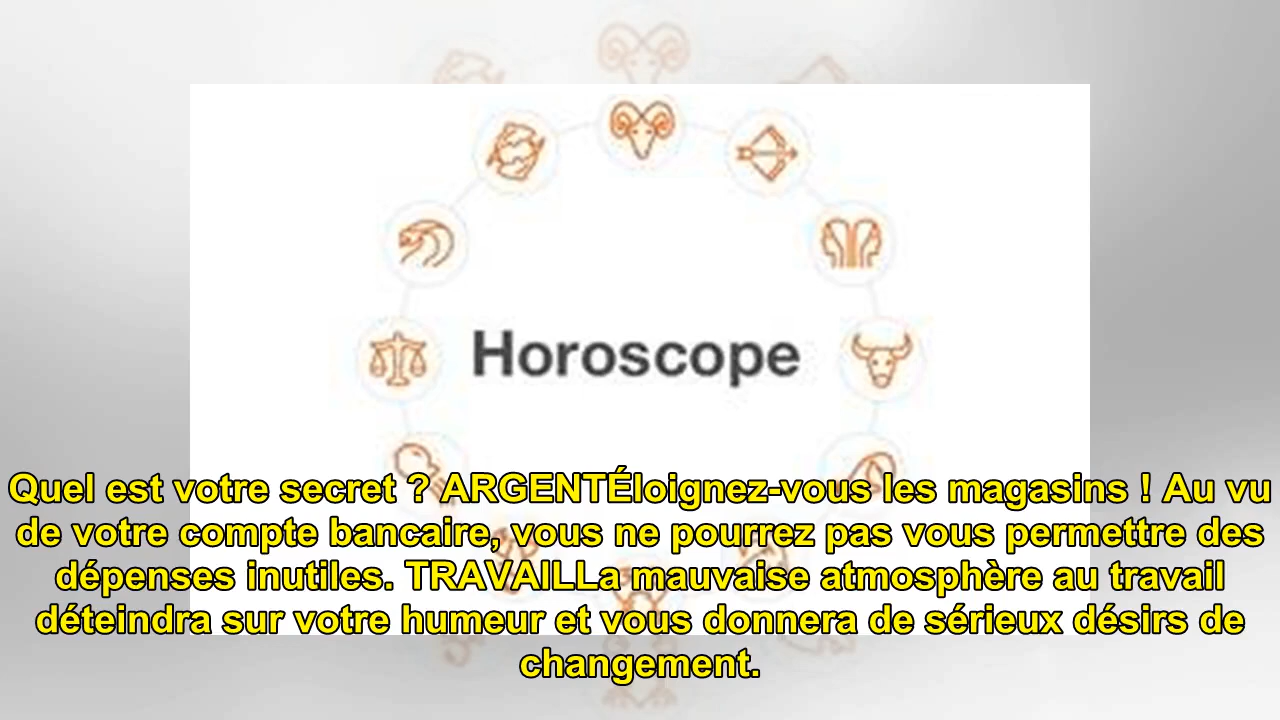 Horoscope
Quel est votre secret ? ARGENTÉloignez-vous les magasins ! Au vu
de votre compte bancaire, vous ne pourrez pas vous permettre des
dépenses inutiles. TRAVAILLa mauvaise atmosphère au travail
déteindra sur votre humeur et vous donnera de sérieux désirs de
changement.